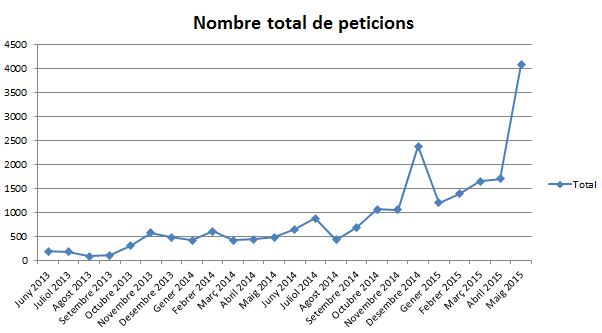 Nombre total de peticions
4500
4000
3500
3000
2500
2000
1500
1000
500
0
Total
Juny 2013
Juliol 2013
Agost 2013
Setembre 2013
Octubre 2013
Novembre 2013
Desembre 2013
Gener 2014
Febrer 2014
Març 2014
Abril 2014
Maig 2014
Juny 2014
Juliol 2014
Agost 2014
Setembre 2014
Octubre 2014
Novembre 2014
Desembre 2014
Gener 2015
Febrer 2015
Març 2015
Abril 2015
Maig 2015